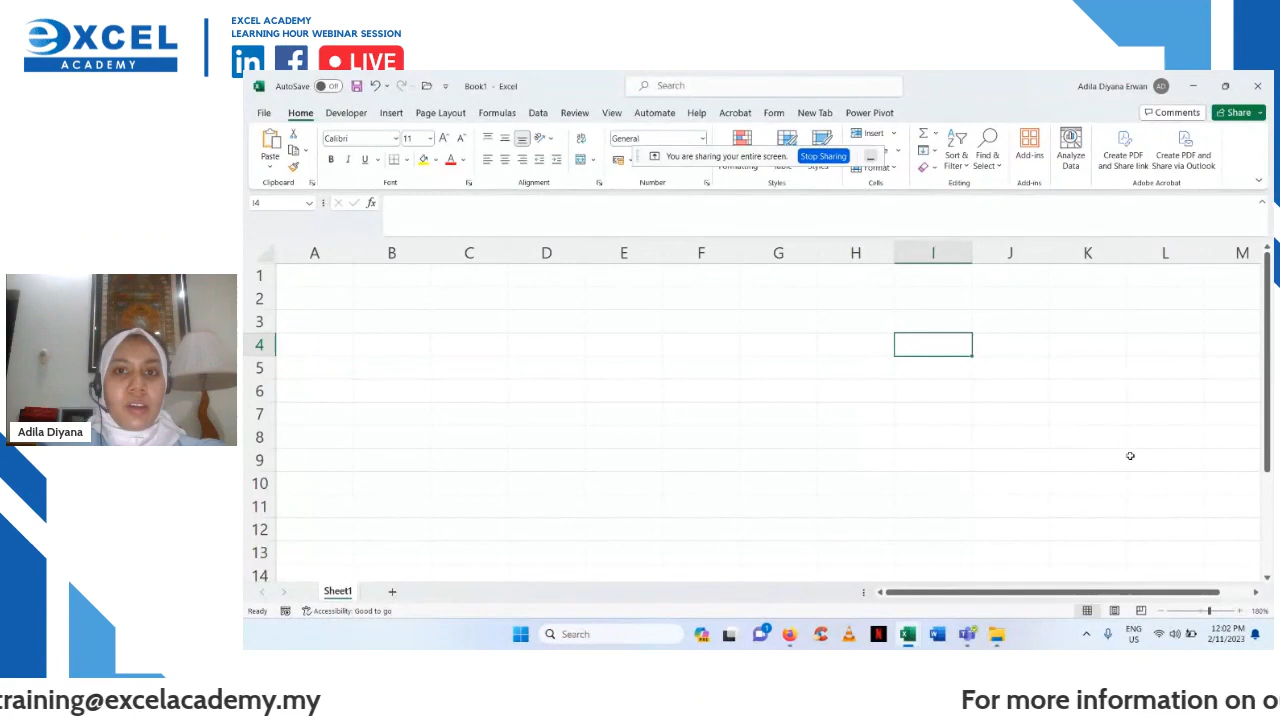 EXCEL
ACADEMY
EXCEL ACADEMY
LEARNING HOUR WEBINAR SESSION
in
LIVE
AutoSave Off
Book1 - Excel
Search
Adila Diyana Erwan AD
File Home Developer Insert Page Layout Formulas Data Review View Automate Help Acrobat Form New Tab Power Pivot
Comments Share
Paste
Calibri 11
General
Insert
Format
Sort & Filter
Find & Select
Add-ins
Analyze Data
Create PDF and Share link
Create PDF and Share via Outlook
You are sharing your entire screen. Stop Sharing
Clipboard Font Alignment Number Styles Cells Editing Add-ins Adobe Acrobat
I4
fx
A B C D E F G H I J K L M
1
2
3
4
5
6
7
8
9
10
11
12
13
14
Adila Diyana
Sheet1
Ready
Accessibility: Good to go
180%
Search
ENG
US
12:02 PM
2/11/2023
training@excelacademy.my
For more information on o